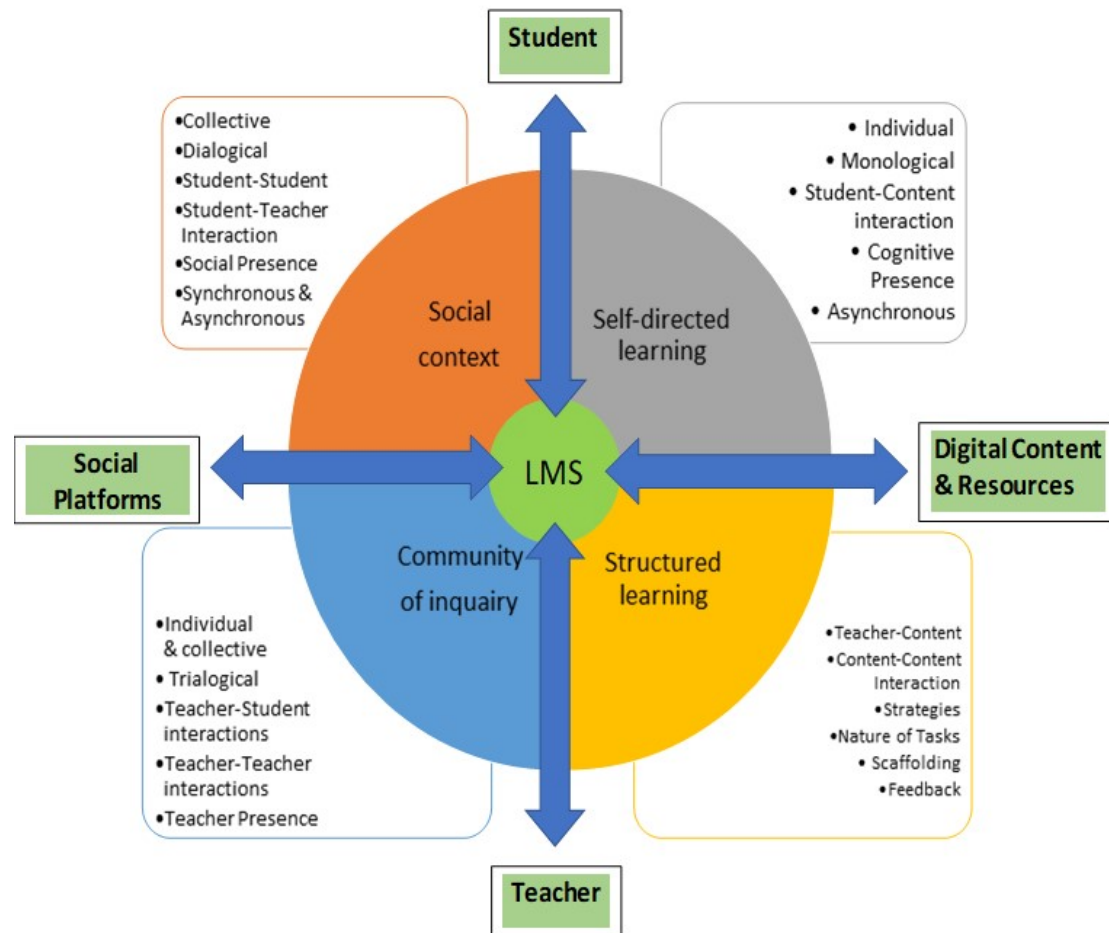 Student
•Collective
•Dialogical
•Student-Student
•Student-Teacher
Interaction
•Social Presence
•Synchronous &
Asynchronous
• Individual
• Monological
• Student-Content
interaction
• Cognitive
Presence
• Asynchronous
Social
context
Self-directed
learning
Social
Platforms
LMS
Digital Content
& Resources
Community
of inquairy
Structured
learning
•Individual
& collective
• Trialogical
•Teacher-Student
interactions
•Teacher-Teacher
interactions
•Teacher Presence
•Teacher-Content
•Content-Content
Interaction
•Strategies
•Nature of Tasks
• Scaffolding
•Feedback
Teacher